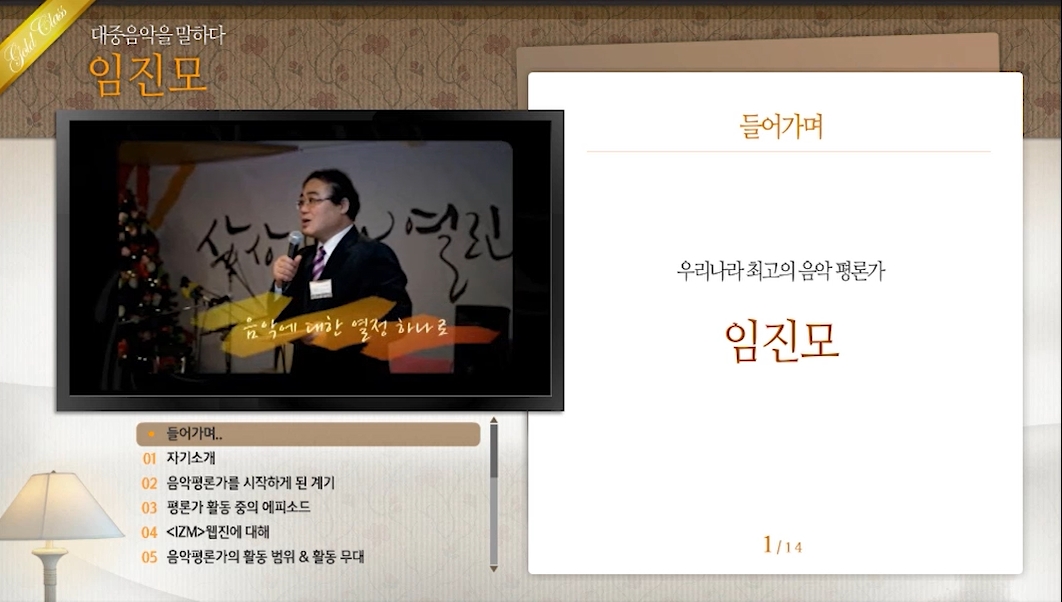 Gold Class
대중음악을 말하다
임진모
음악에 대한 열정 하나로
들어가며..
01 자기소개
02 음악평론가를 시작하게 된 계기
03 평론가 활동 중의 에피소드
04 <IZM>웹진에 대해
05 음악평론가의 활동 범위 & 활동 무대
들어가며
우리나라 최고의 음악 평론가
임진모
1/14